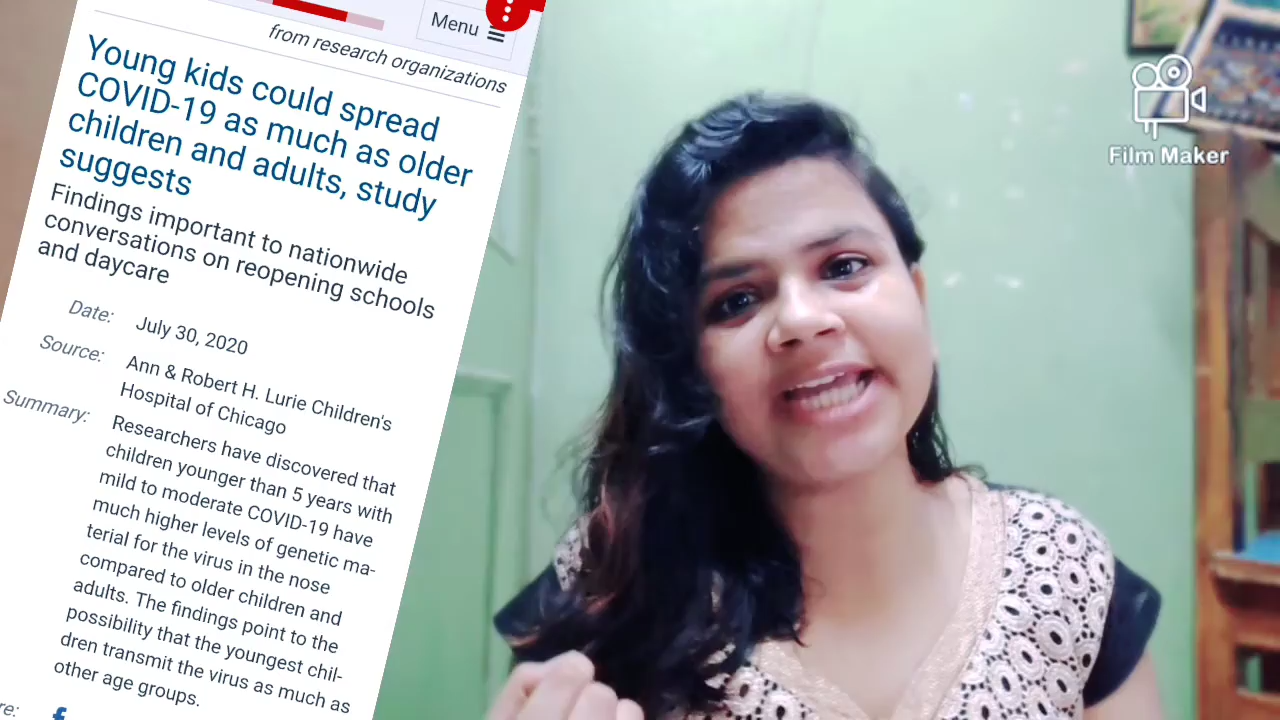 Menu
from research organizations
Young kids could spread
COVID-19 as much as older
children and adults, study
suggests
Findings important to nationwide
conversations on reopening schools
and daycare
Date: July 30, 2020
Source: Ann & Robert H. Lurie Children's
Hospital of Chicago
Summary: Researchers have discovered that
children younger than 5 years with
mild to moderate COVID-19 have
much higher levels of genetic ma-
terial for the virus in the nose
compared to older children and
adults. The findings point to the
possibility that the youngest chil-
dren transmit the virus as much as
other age groups.
re: f
Film Maker